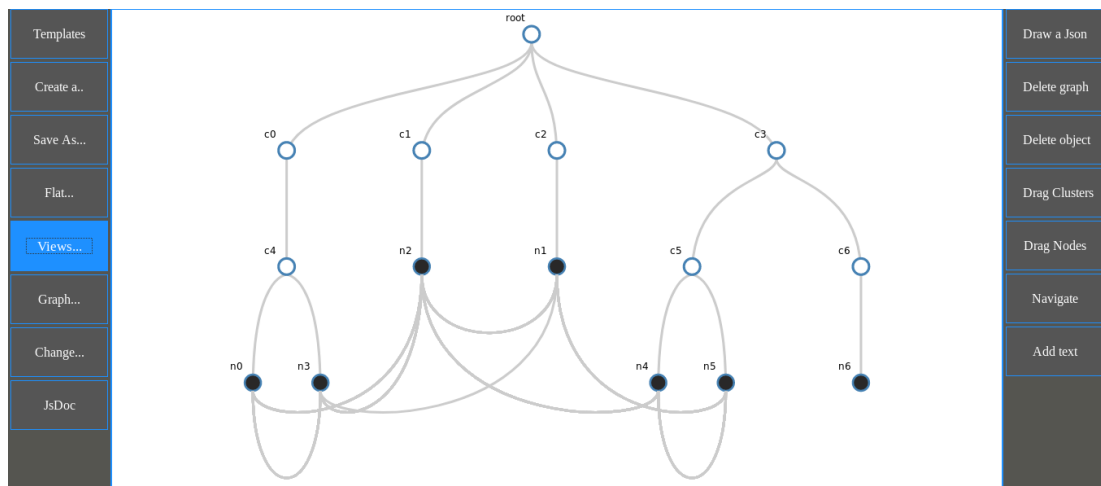 Templates
Create a..
Save As...
Flat...
Views...
Graph...
Change...
JsDoc
root
c0
c1
c2
c3
c4
n2
n1
c5
c6
n0
n3
n4
n5
n6
Draw a Json
Delete graph
Delete object
Drag Clusters
Drag Nodes
Navigate
Add text